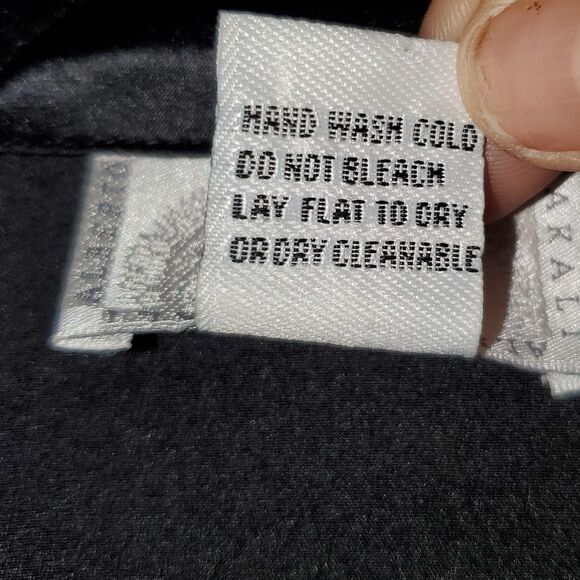 HAND WASH COLD
DO NOT BLEACH
LAY FLAT TO DRY
OR DRY CLEANABLE